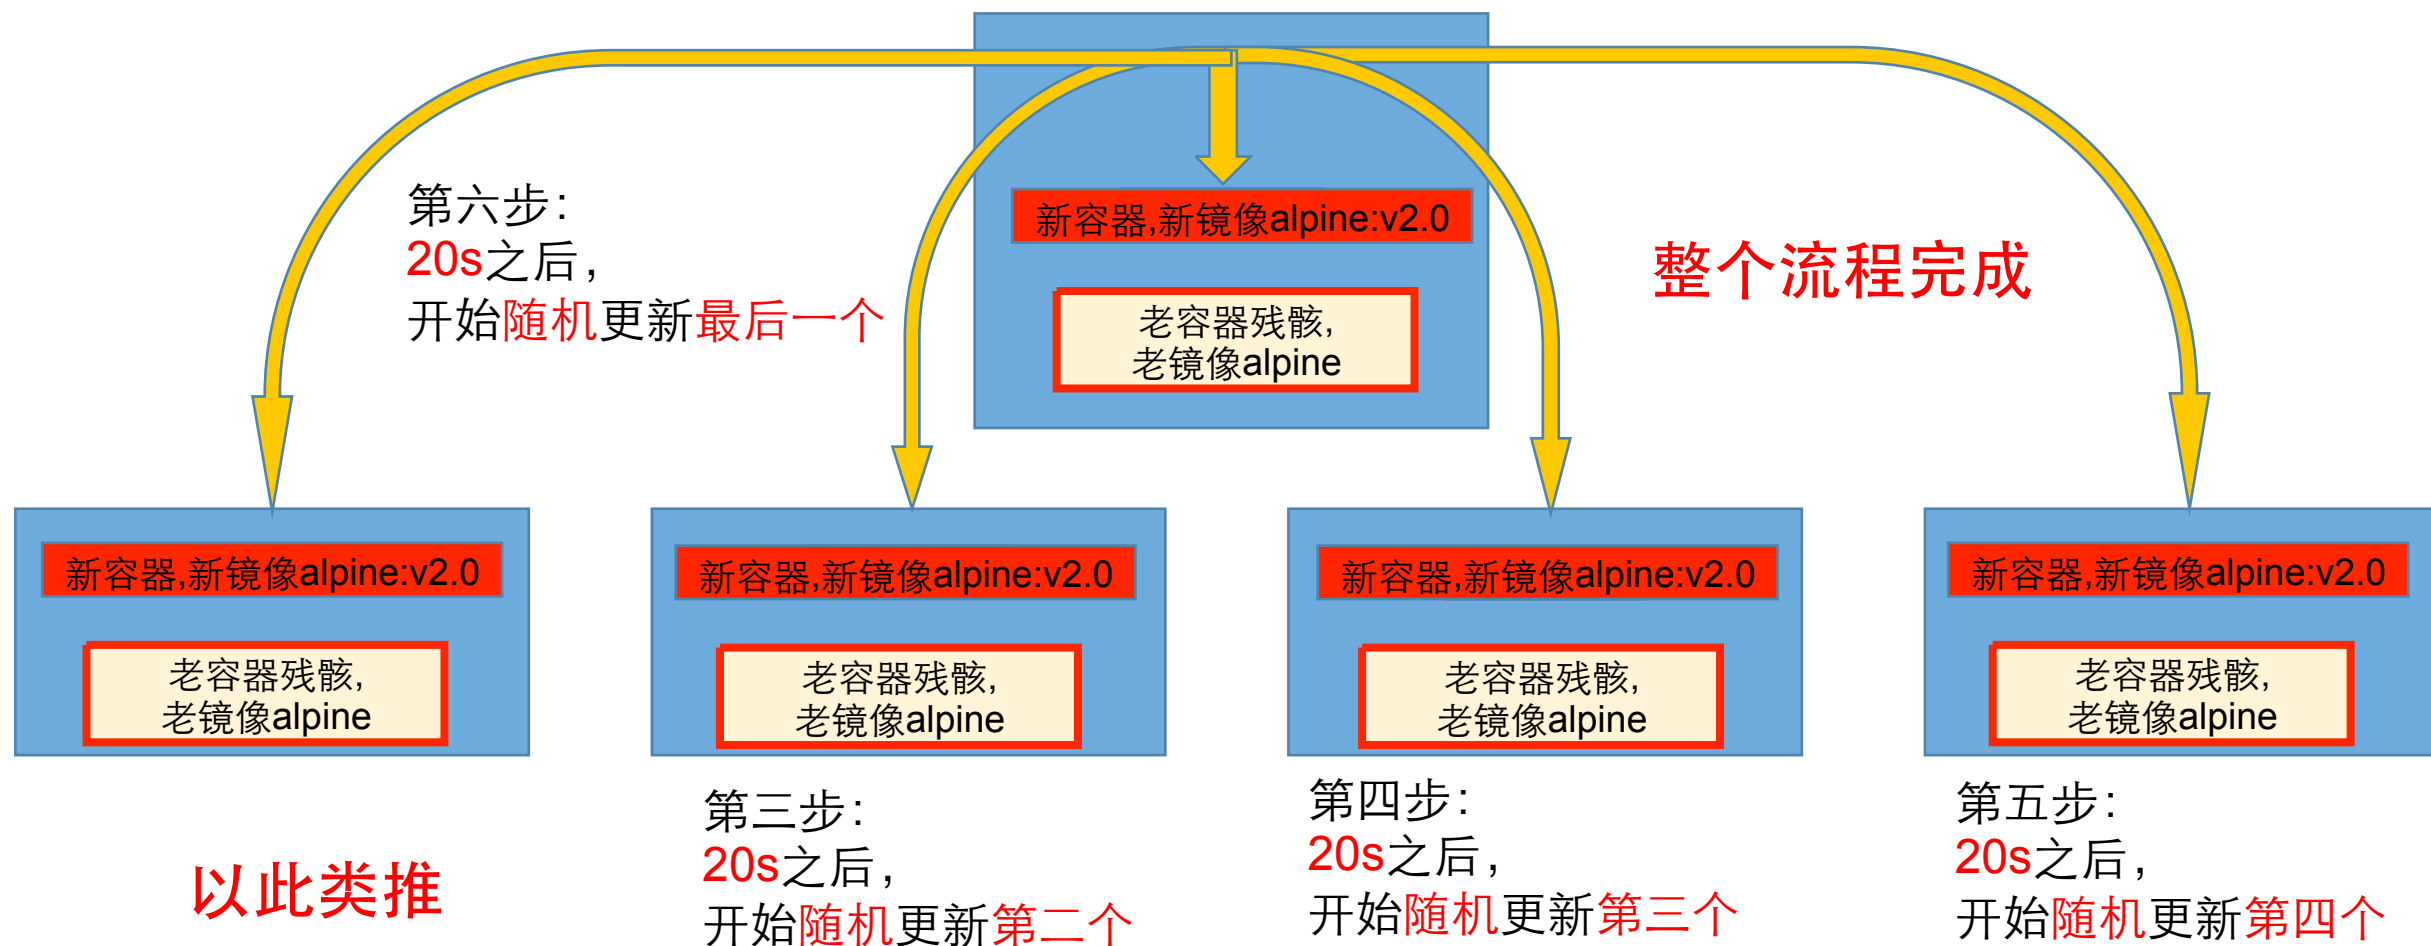 新容器,新镜像alpine:v2.0
老容器残骸,
老镜像alpine
第六步:
20s之后,
开始随机更新最后一个
整个流程完成
新容器,新镜像alpine:v2.0
老容器残骸,
老镜像alpine
新容器,新镜像alpine:v2.0
老容器残骸,
老镜像alpine
新容器,新镜像alpine:v2.0
老容器残骸,
老镜像alpine
新容器,新镜像alpine:v2.0
老容器残骸,
老镜像alpine
以此类推
第三步:
20s之后,
开始随机更新第二个
第四步:
20s之后,
开始随机更新第三个
第五步:
20s之后,
开始随机更新第四个